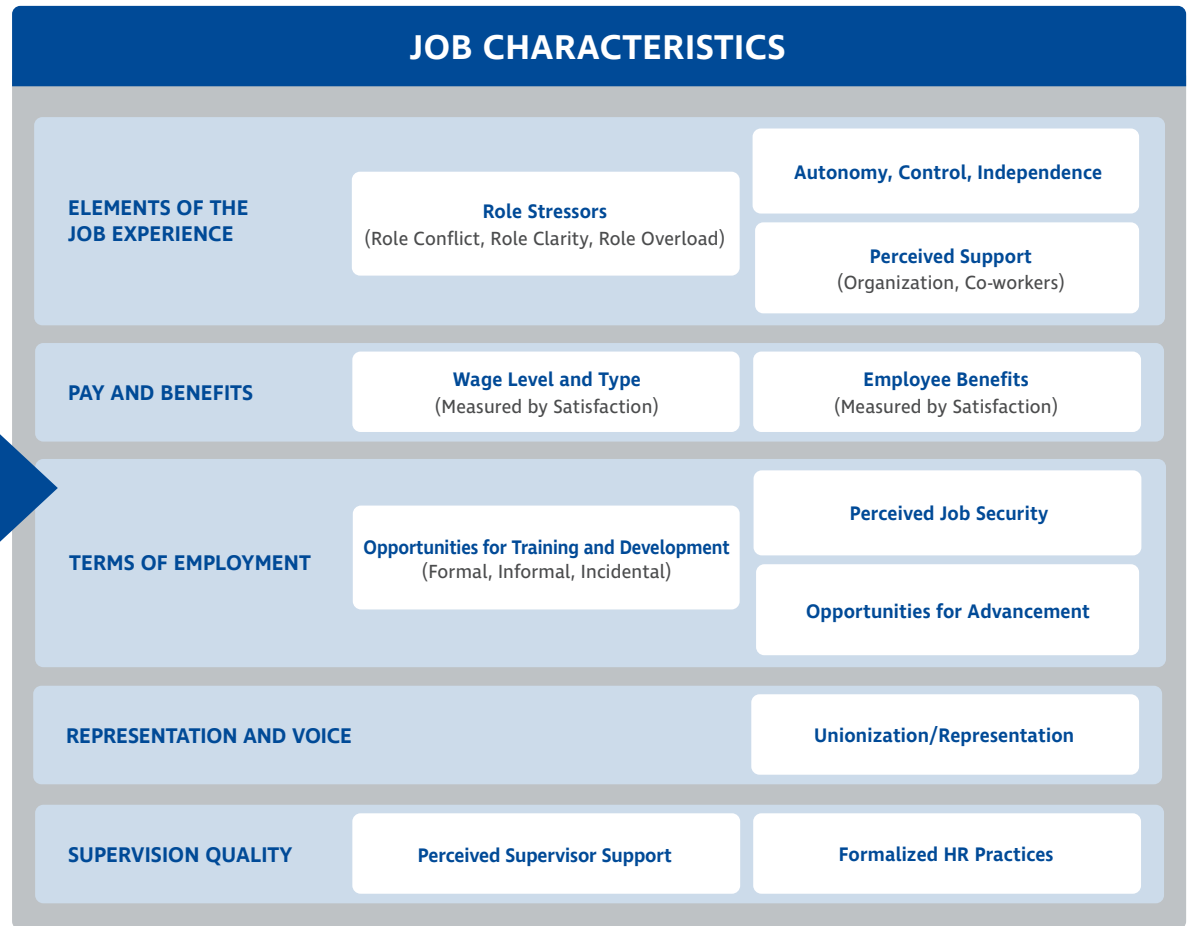 JOB CHARACTERISTICS
ELEMENTS OF THE
JOB EXPERIENCE
Role Stressors
(Role Conflict, Role Clarity, Role Overload)
Autonomy, Control, Independence
Perceived Support
(Organization, Co-workers)
PAY AND BENEFITS
Wage Level and Type
(Measured by Satisfaction)
Employee Benefits
(Measured by Satisfaction)
TERMS OF EMPLOYMENT
Opportunities for Training and Development
(Formal, Informal, Incidental)
Perceived Job Security
Opportunities for Advancement
REPRESENTATION AND VOICE
Unionization/Representation
SUPERVISION QUALITY
Perceived Supervisor Support
Formalized HR Practices